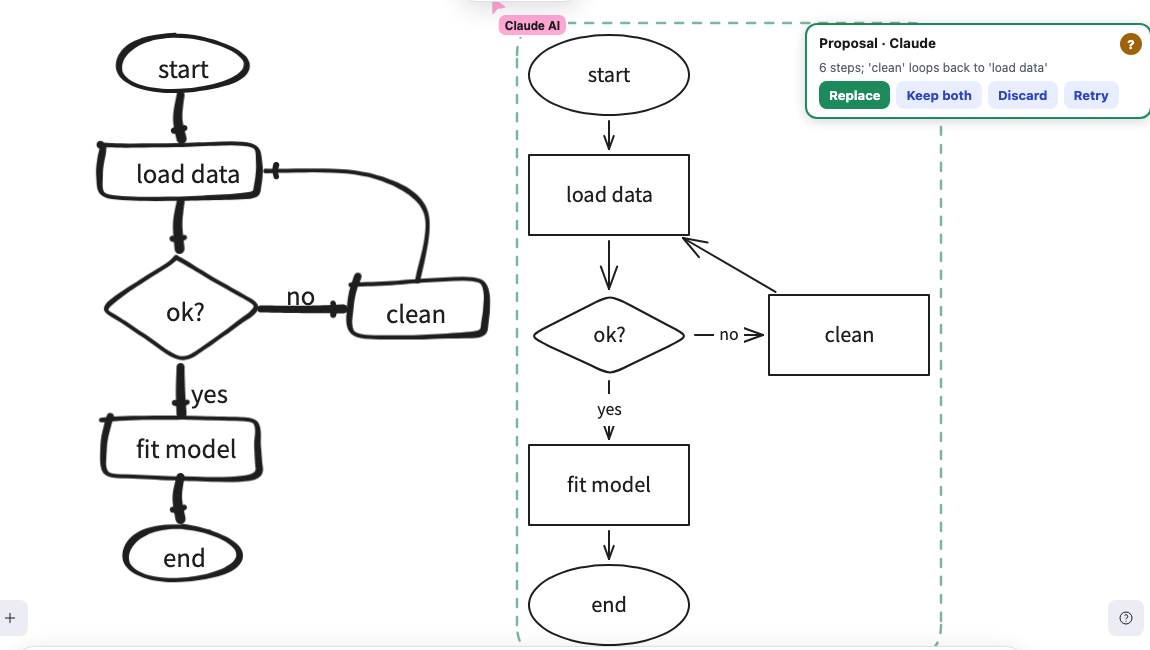 start
load data
ok?
no
clean
yes
fit model
end
Claude AI
start
load data
ok?
no
clean
yes
fit model
end
Proposal · Claude
?
6 steps; 'clean' loops back to 'load data'
Replace
Keep both
Discard
Retry